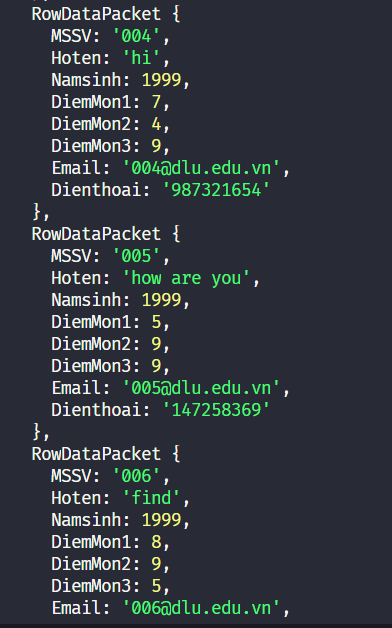 RowDataPacket {
MSSV: '004',
Hoten: 'hi',
Namsinh: 1999,
DiemMon1: 7,
DiemMon2: 4,
DiemMon3: 9,
Email: '004@dlu.edu.vn',
Dienthoai: '987321654'
},
RowDataPacket {
MSSV: '005',
Hoten: 'how are you',
Namsinh: 1999,
DiemMon1: 5,
DiemMon2: 9,
DiemMon3: 9,
Email: '005@dlu.edu.vn',
Dienthoai: '147258369'
},
RowDataPacket {
MSSV: '006',
Hoten: 'find',
Namsinh: 1999,
DiemMon1: 8,
DiemMon2: 9,
DiemMon3: 5,
Email: '006@dlu.edu.vn',